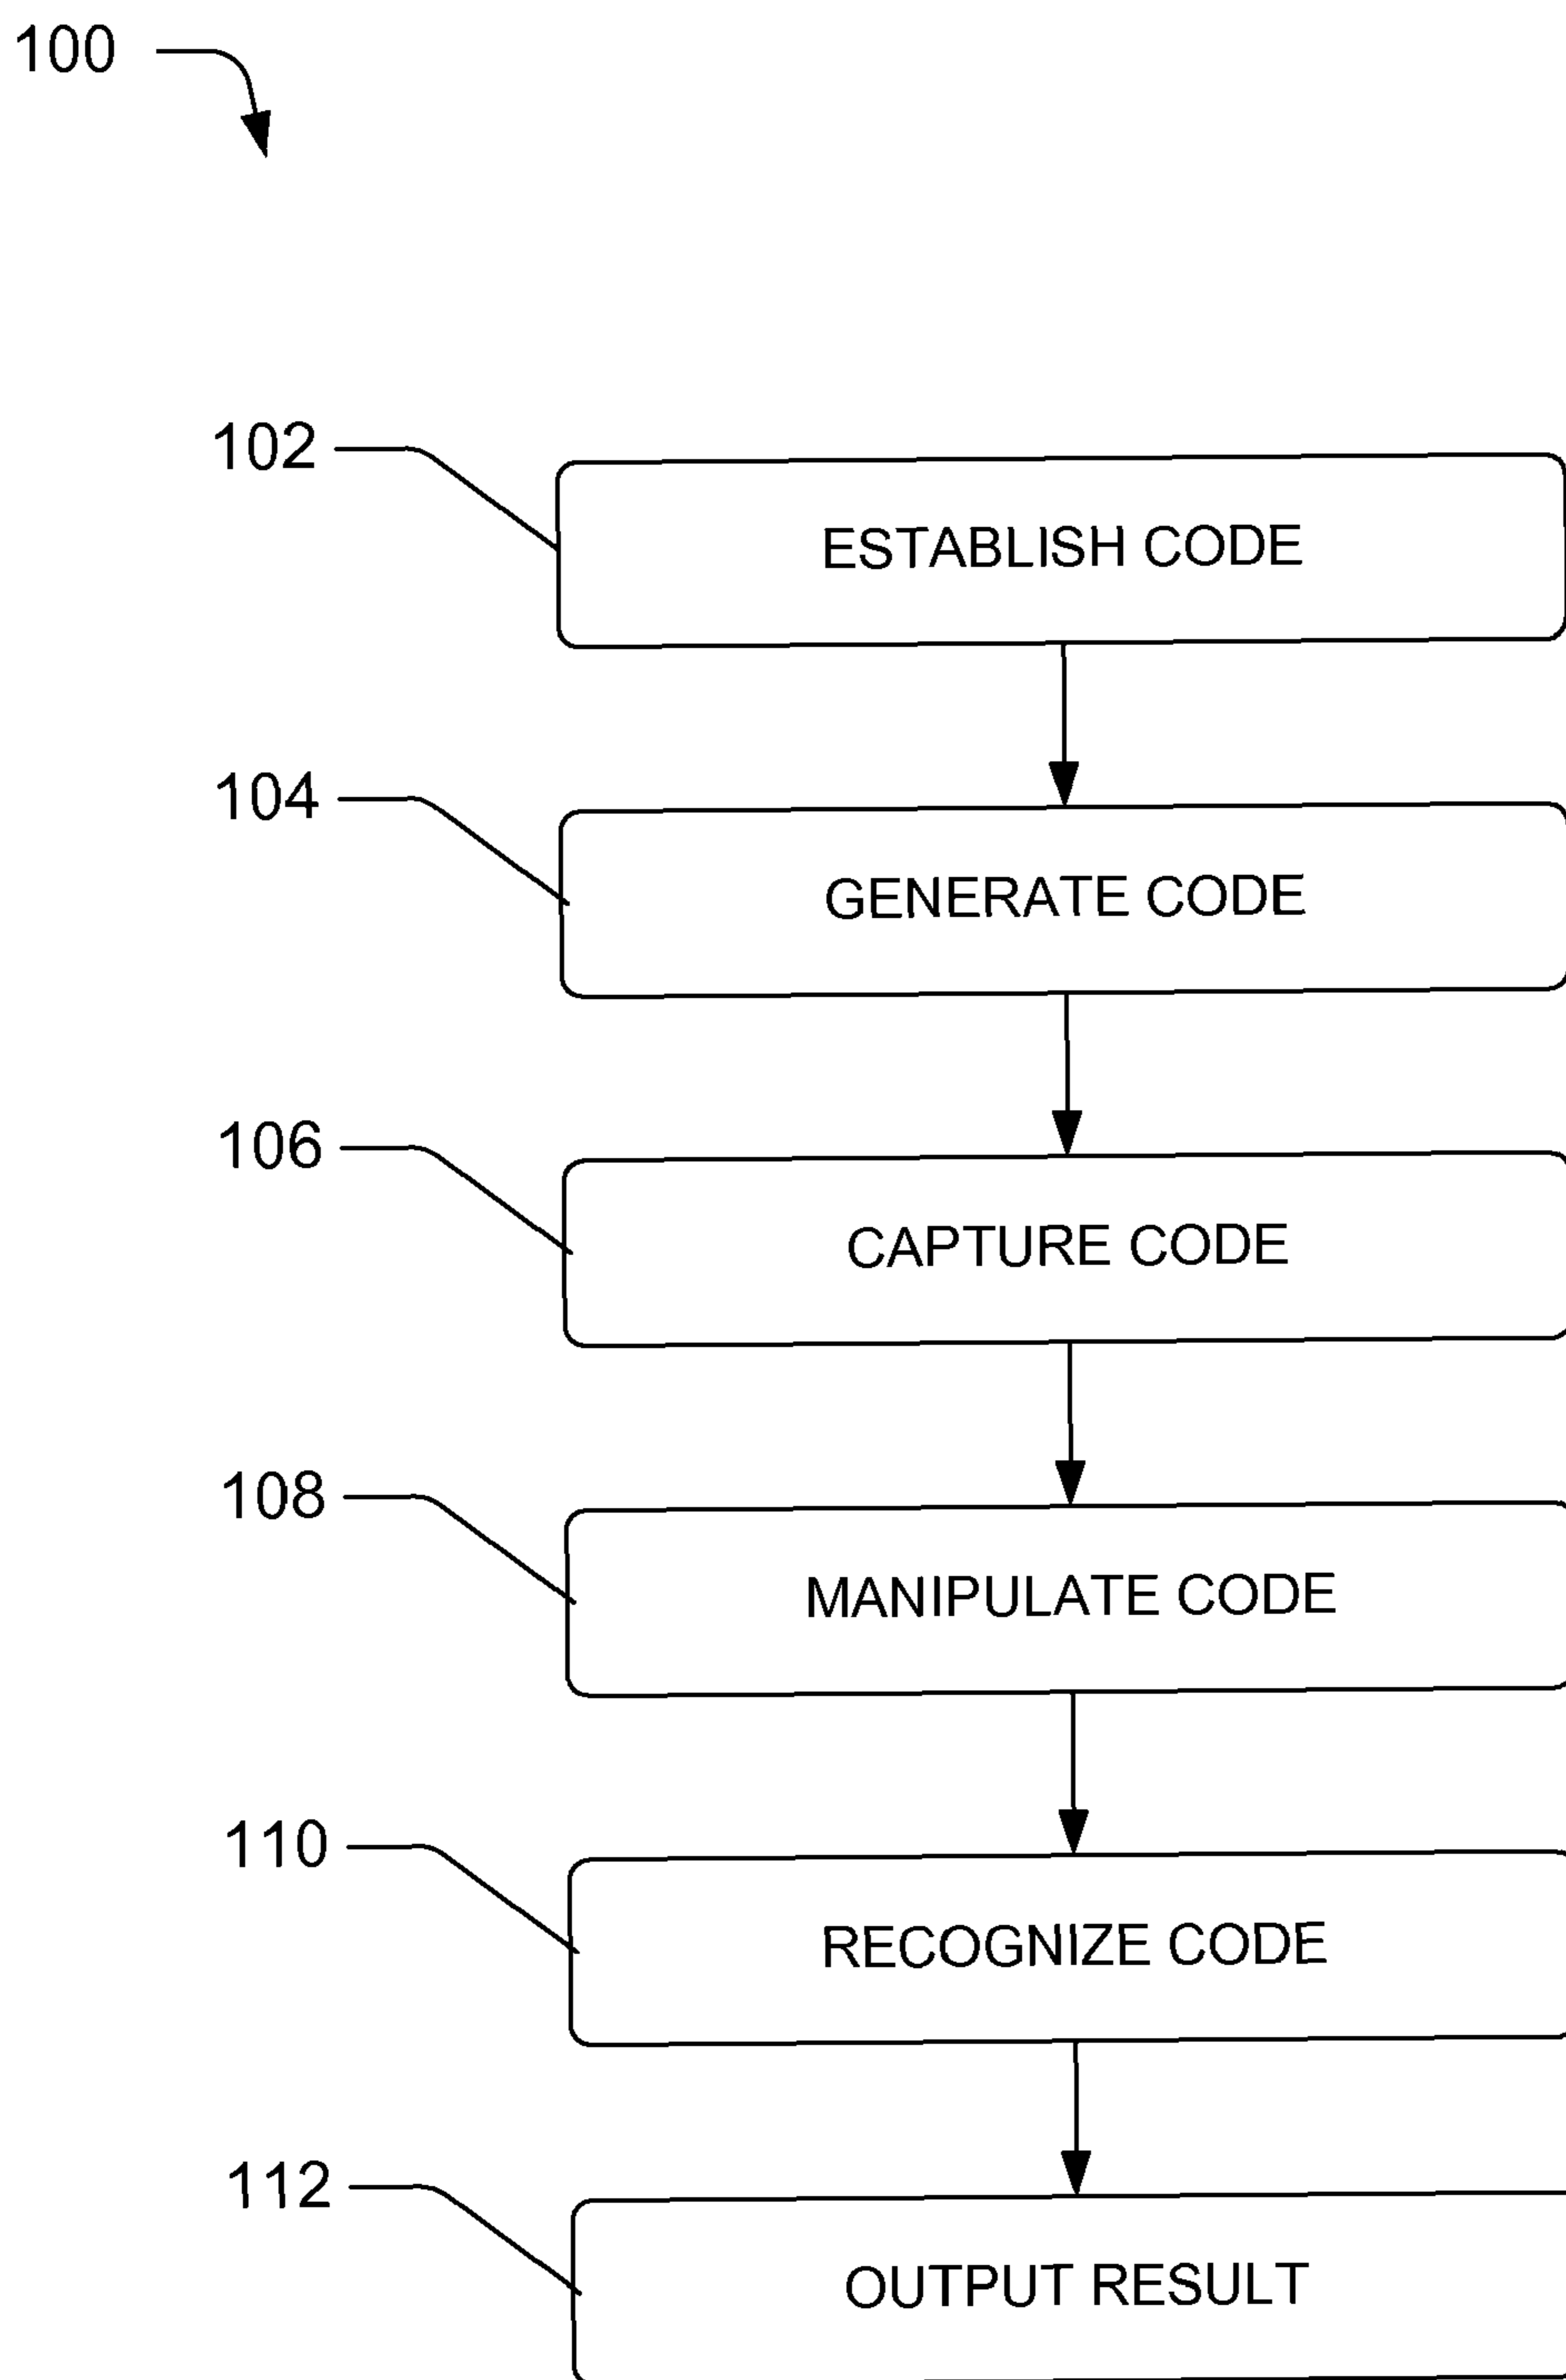 100
102
ESTABLISH CODE
104
GENERATE CODE
106
CAPTURE CODE
108
MANIPULATE CODE
110
RECOGNIZE CODE
112
OUTPUT RESULT